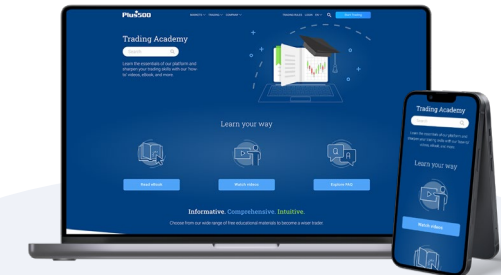 Plus500
Trading Academy
Search
Learn the essentials of our platform and
sharpen your trading skills with our "how
to" videos, eBook, and more.
Learn your way
Read eBook
Watch videos
Explore FAQ
Informative. Comprehensive. Intuitive.
Choose from our wide range of free educational materials to become a wiser trader.
Trading Academy
Learn your way
Watch videos